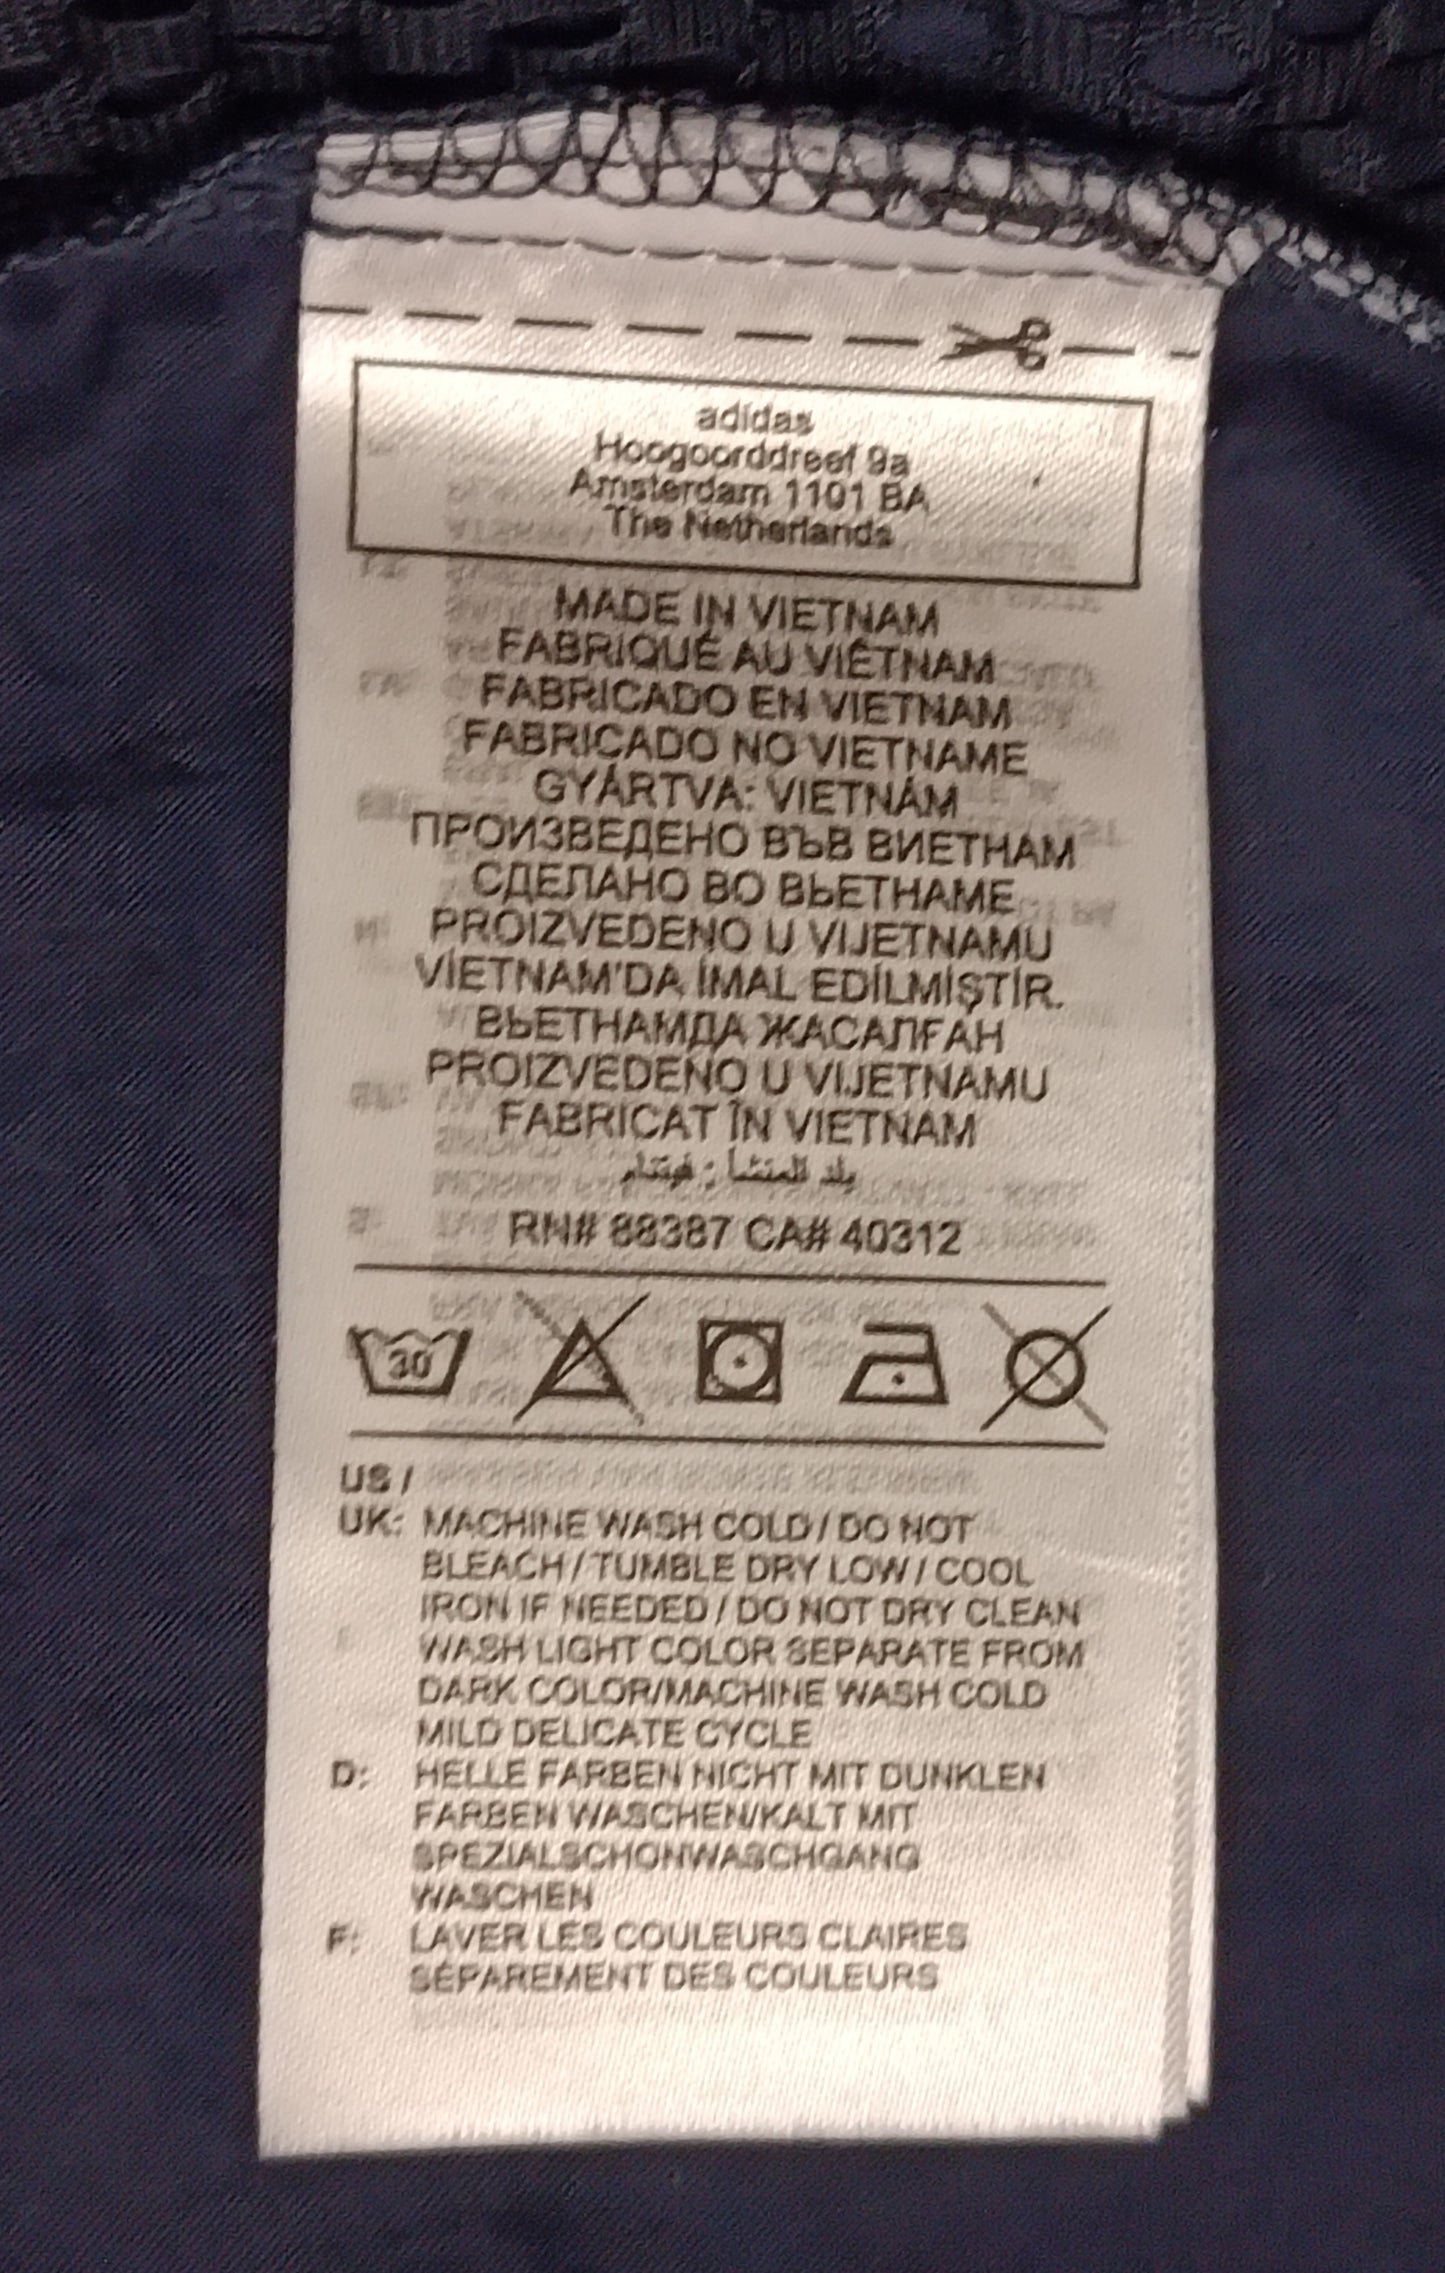 adidas
Hoogoorddreef 9a
Amsterdam 1101 BA
The Netherlands
MADE IN VIETNAM
FABRIQUÉ AU VIÊTNAM
FABRICADO EN VIETNAM
FABRICADO NO VIETNAME
GYÁRTVA: VIETNÁM
ПРОИЗВЕДЕНО ВЪВ ВИЕТНАМ
СДЕЛАНО ВО ВЬЕТНАМЕ
PROIZVEDENO U VIJETNAMU
VİETNAM'DA İMAL EDİLMİŞTİR.
ВЬЕТНАМДА ЖАСАЛҒАН
PROIZVEDENO U VIJETNAMU
FABRICAT ÎN VIETNAM
بلد المنشأ : فيتنام
RN# 88387 CA# 40312
30
US /
UK: MACHINE WASH COLD / DO NOT
BLEACH / TUMBLE DRY LOW / COOL
IRON IF NEEDED / DO NOT DRY CLEAN
WASH LIGHT COLOR SEPARATE FROM
DARK COLOR/MACHINE WASH COLD
MILD DELICATE CYCLE
D: HELLE FARBEN NICHT MIT DUNKLEN
FARBEN WASCHEN/KALT MIT
SPEZIALSCHONWASCHGANG
WASCHEN
F: LAVER LES COULEURS CLAIRES
SÉPAREMENT DES COULEURS